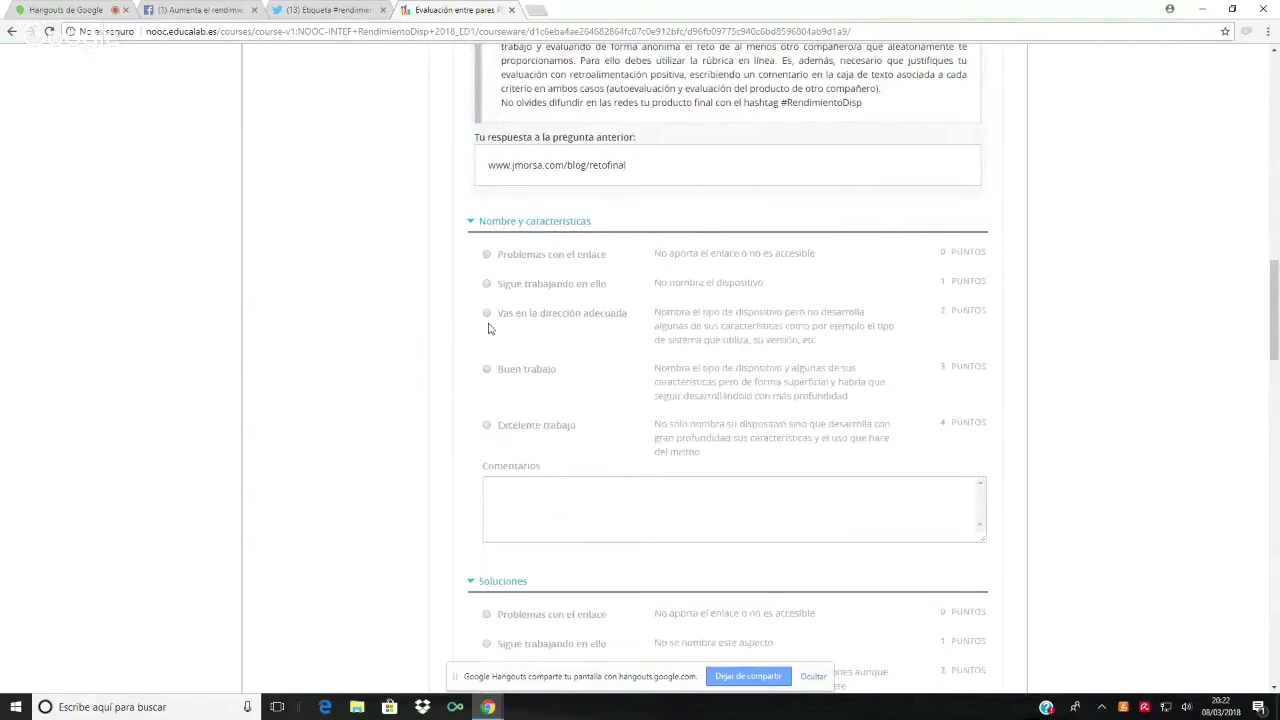 Hangouts de Google
(1) Aumenta el rendimie
(13) Etiqueta #rendimien
Evaluación entre pares
No es seguro
nooc.educalab.es/courses/course-v1:NOOC-INTEF+RendimientoDisp+2018_ED1/courseware/d1c6eba4ae264682864fc87c0e912bfc/d96fb09775c940c6bd8596804ab9d1a9/
Google
trabajo y evaluando de forma anónima el reto de al menos otro compañero/a que aleatoriamente te
proporcionamos. Para ello debes utilizar la rúbrica en línea. Es, además, necesario que justifiques tu
evaluación con retroalimentación positiva, escribiendo un comentario en la caja de texto asociada a cada
criterio en ambos casos (autoevaluación y evaluación del producto de otro compañero).
No olvides difundir en las redes tu producto final con el hashtag #RendimientoDisp
Tu respuesta a la pregunta anterior:
www.jmorsa.com/blog/retofinal
Nombre y características
Problemas con el enlace
No aporta el enlace o no es accesible
0 PUNTOS
Sigue trabajando en ello
No nombra el dispositivo
1 PUNTOS
Vas en la dirección adecuada
Nombra el tipo de dispositivo pero no desarrolla
algunas de sus características como por ejemplo el tipo
de sistema que utiliza, su versión, etc
2 PUNTOS
Buen trabajo
Nombra el tipo de dispositivo y algunas de sus
características pero de forma superficial y habría que
seguir desarrollándolo con más profundidad
3 PUNTOS
Excelente trabajo
No solo nombra su dispositivo sino que desarrolla con
gran profundidad sus características y el uso que hace
del mismo
4 PUNTOS
Comentarios
Soluciones
Problemas con el enlace
No aporta el enlace o no es accesible
0 PUNTOS
Sigue trabajando en ello
No se nombra este aspecto
1 PUNTOS
nes aunque
2 PUNTOS
te
Google Hangouts comparte tu pantalla con hangouts.google.com.
Dejar de compartir
Ocultar
Escribe aquí para buscar
20:22
08/03/2018